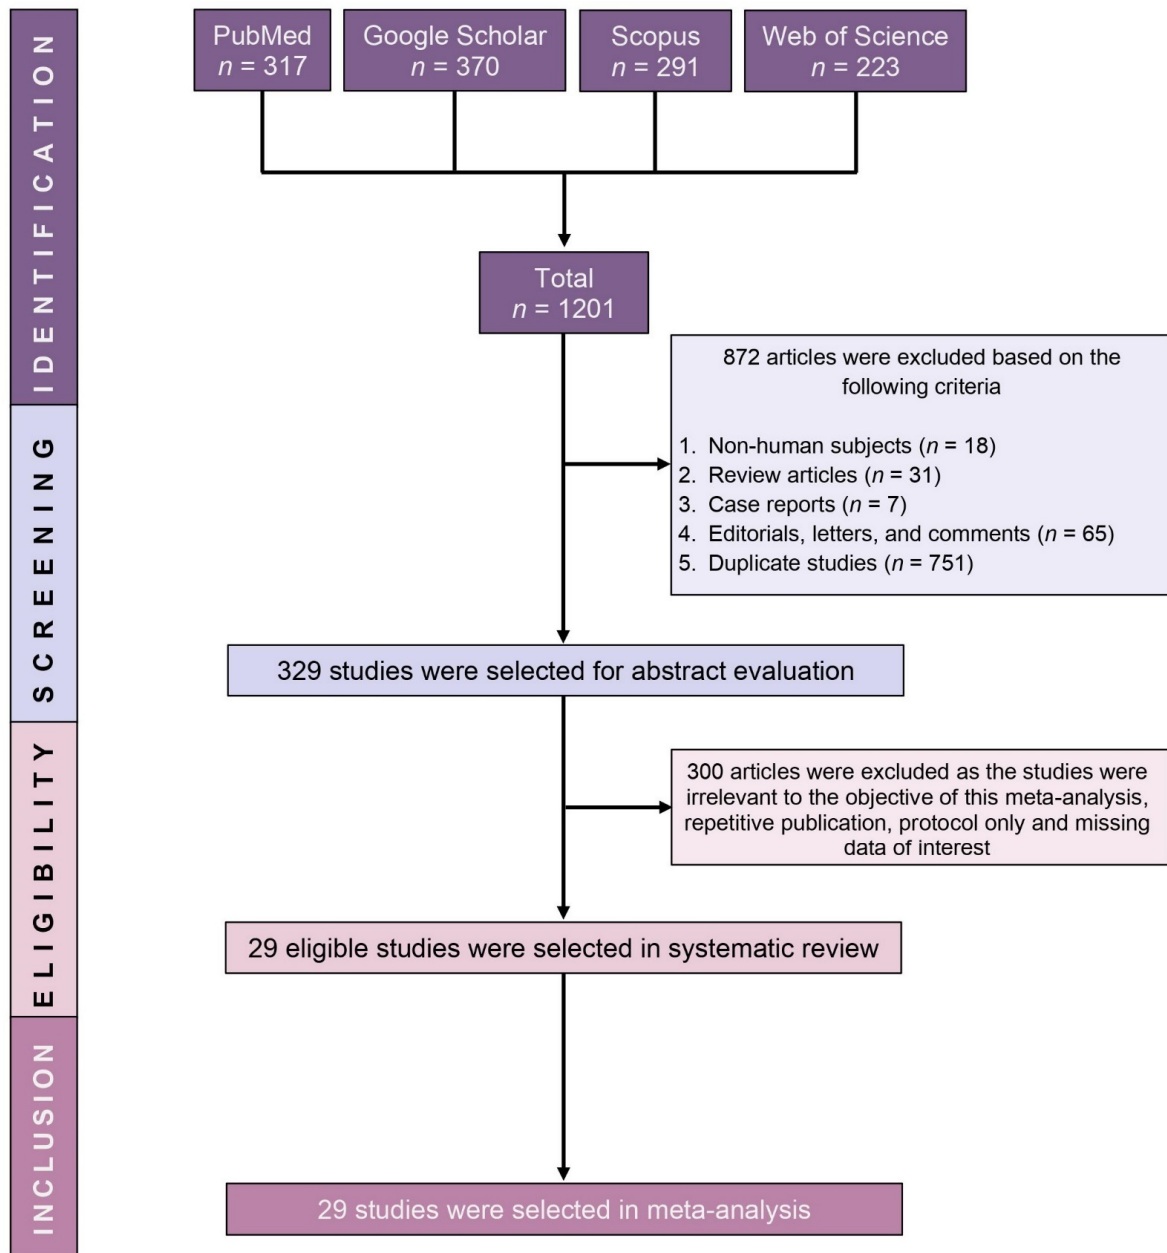 IDENTIFICATION
PubMed
n = 317
Google Scholar
n = 370
Scopus
n = 291
Web of Science
n = 223
Total
n = 1201
872 articles were excluded based on the
following criteria
1. Non-human subjects (n = 18)
2. Review articles (n = 31)
3. Case reports (n = 7)
4. Editorials, letters, and comments (n = 65)
5. Duplicate studies (n = 751)
SCREENING
329 studies were selected for abstract evaluation
ELIGIBILITY
300 articles were excluded as the studies were
irrelevant to the objective of this meta-analysis,
repetitive publication, protocol only and missing
data of interest
29 eligible studies were selected in systematic review
INCLUSION
29 studies were selected in meta-analysis